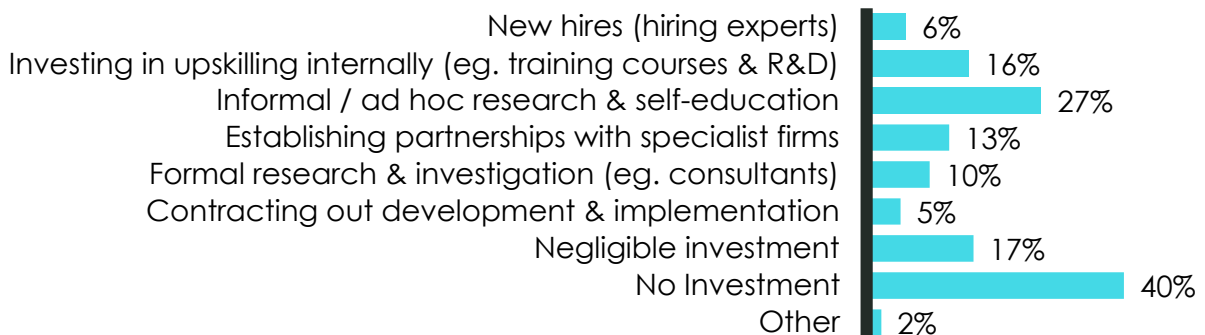 New hires (hiring experts) 6%
Investing in upskilling internally (eg. training courses & R&D) 16%
Informal / ad hoc research & self-education 27%
Establishing partnerships with specialist firms 13%
Formal research & investigation (eg. consultants) 10%
Contracting out development & implementation 5%
Negligible investment 17%
No Investment 40%
Other 2%